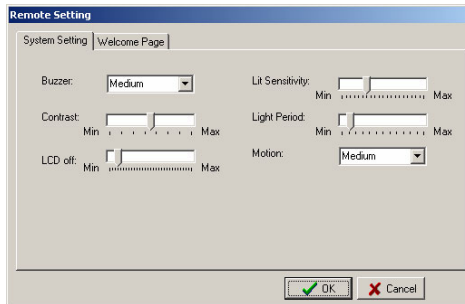 Remote Setting
System Setting
Welcome Page
Buzzer:
Medium
Lit Sensitivity:
Min
Max
Contrast:
Min
Max
Light Period:
Min
Max
LCD off:
Min
Max
Motion:
Medium
OK
Cancel